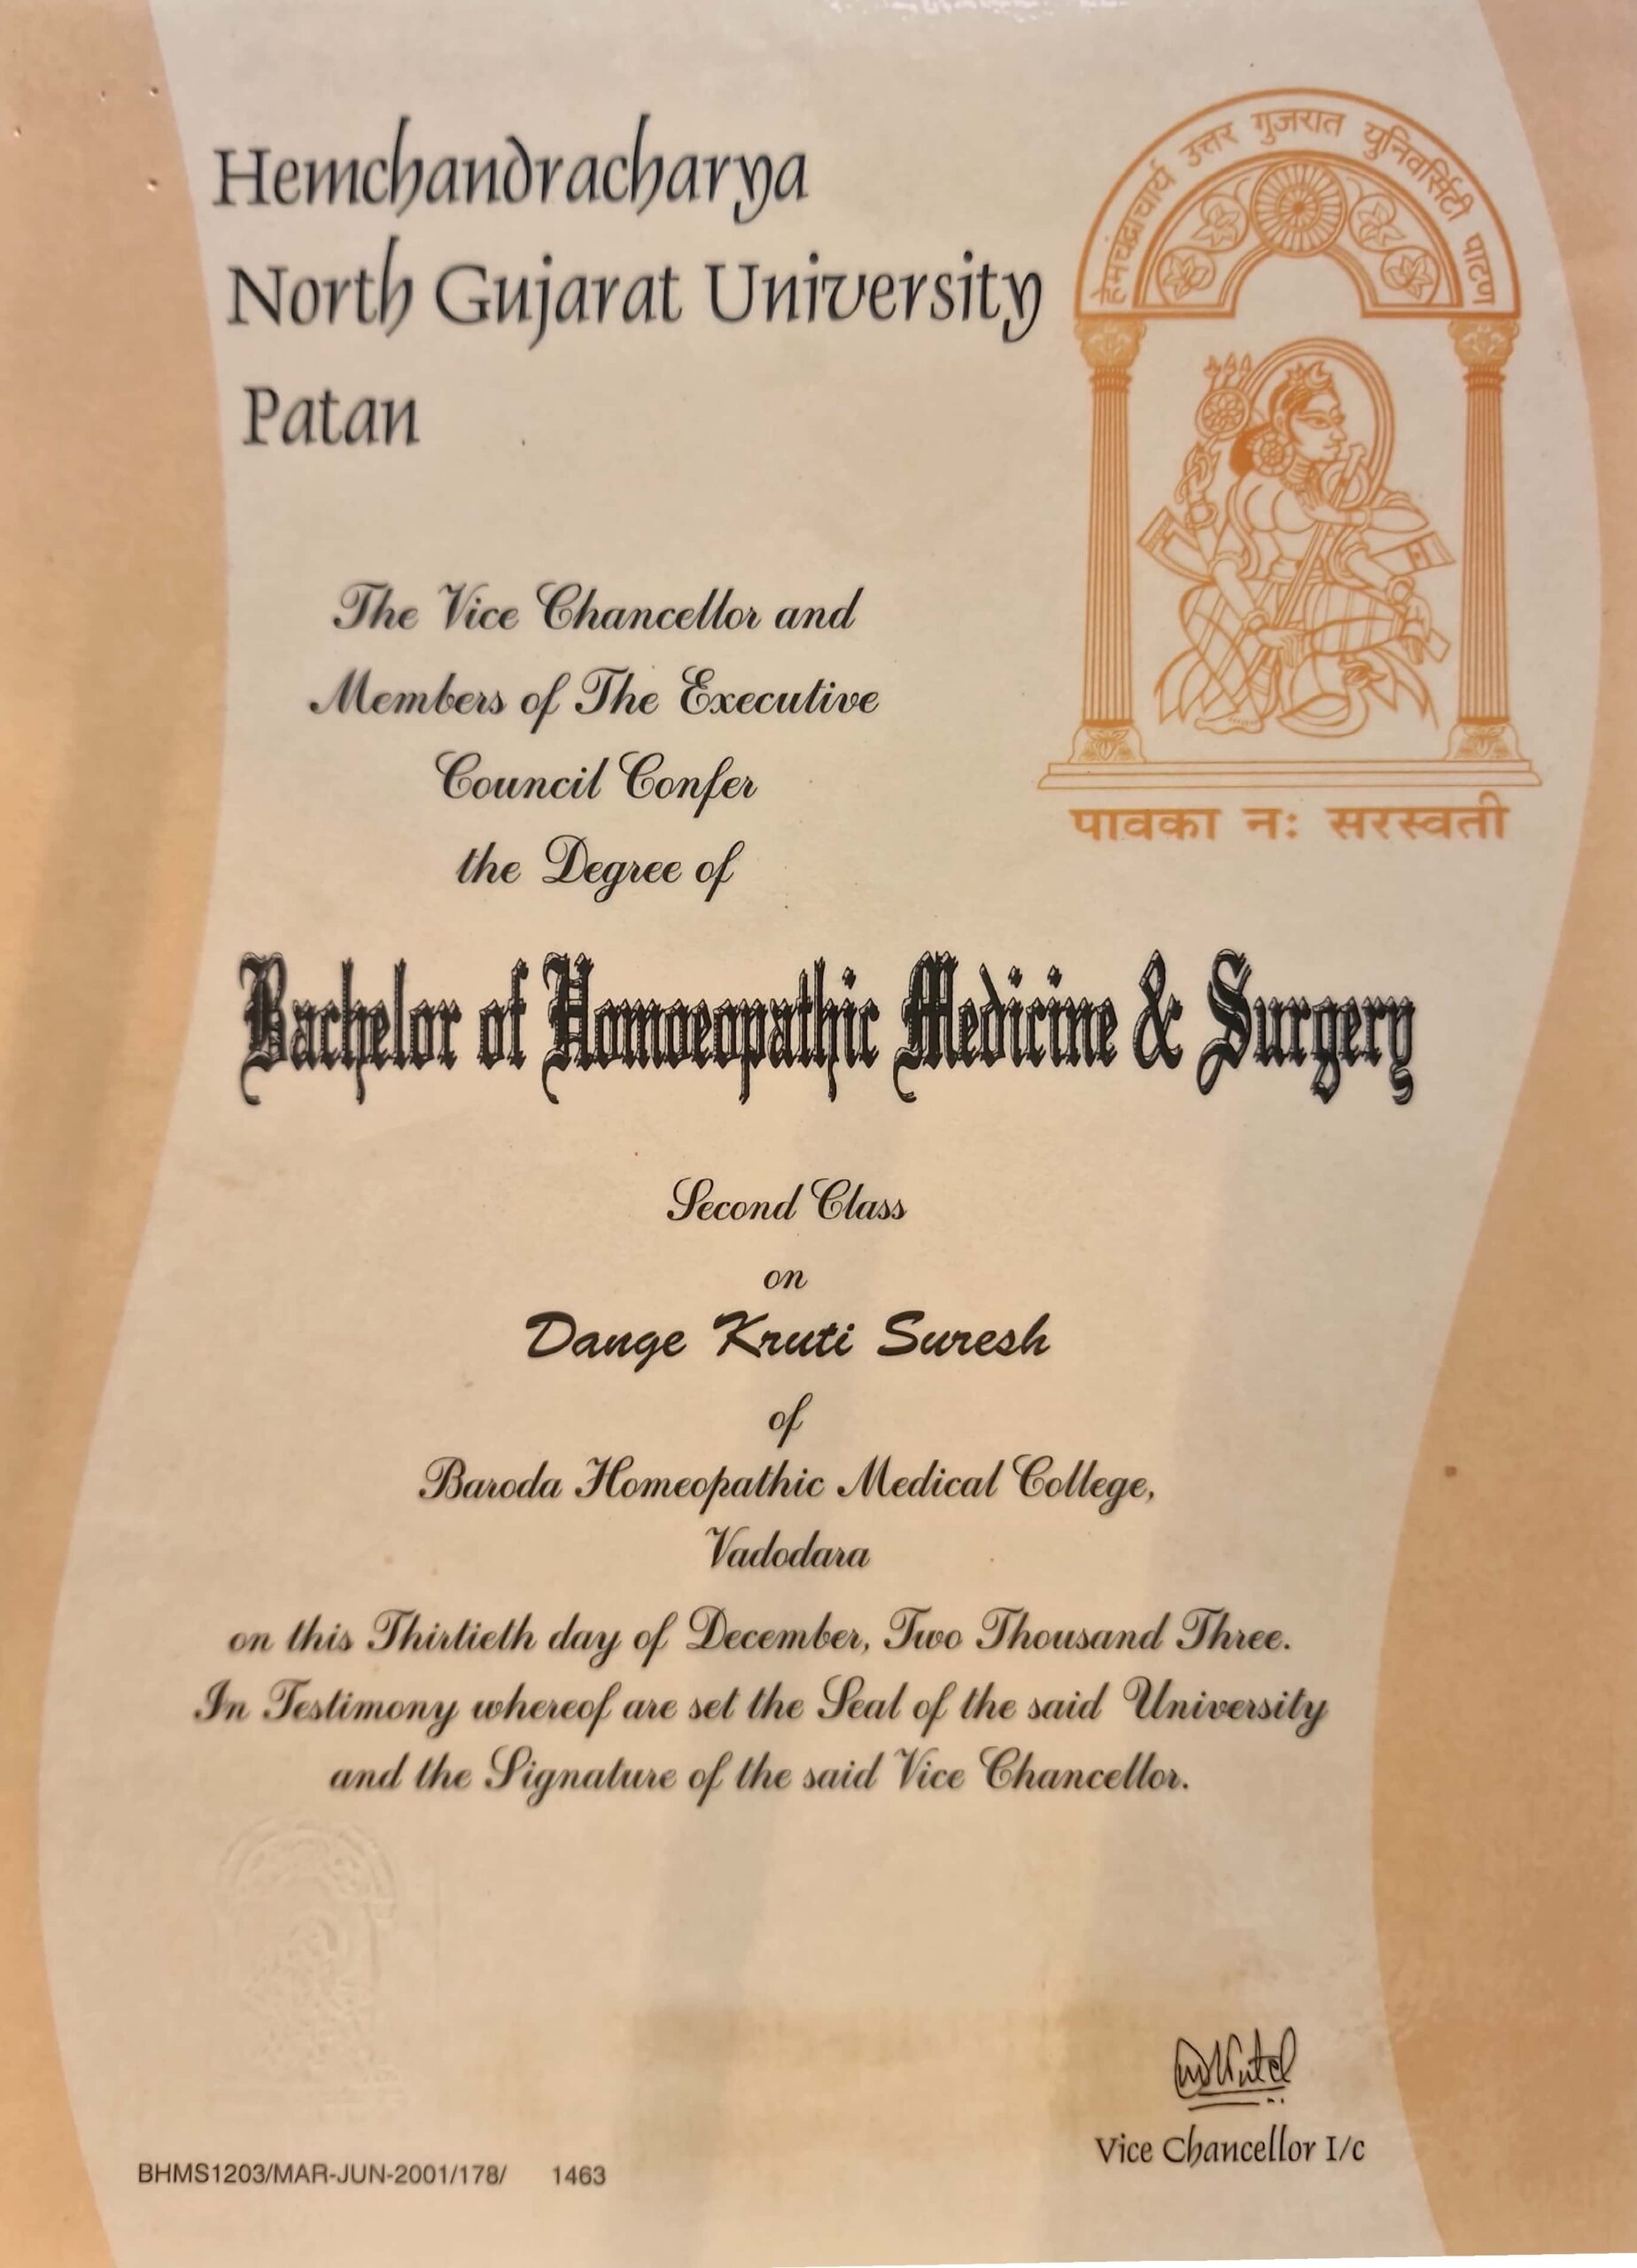 Hemchandracharya
North Gujarat University
Patan
हेमचंद्राचार्य उत्तर गुजरात युनिवर्सिटी पाटण
पावका नः सरस्वती
The Vice Chancellor and
Members of The Executive
Council Confer
the Degree of
Bachelor of Homoeopathic Medicine & Surgery
Second Class
on
Dange Kruti Suresh
of
Baroda Homeopathic Medical College,
Vadodara
on this Thirtieth day of December, Two Thousand Three.
In Testimony whereof are set the Seal of the said University
and the Signature of the said Vice Chancellor.
Vice Chancellor I/c
BHMS1203/MAR-JUN-2001/178/ 1463